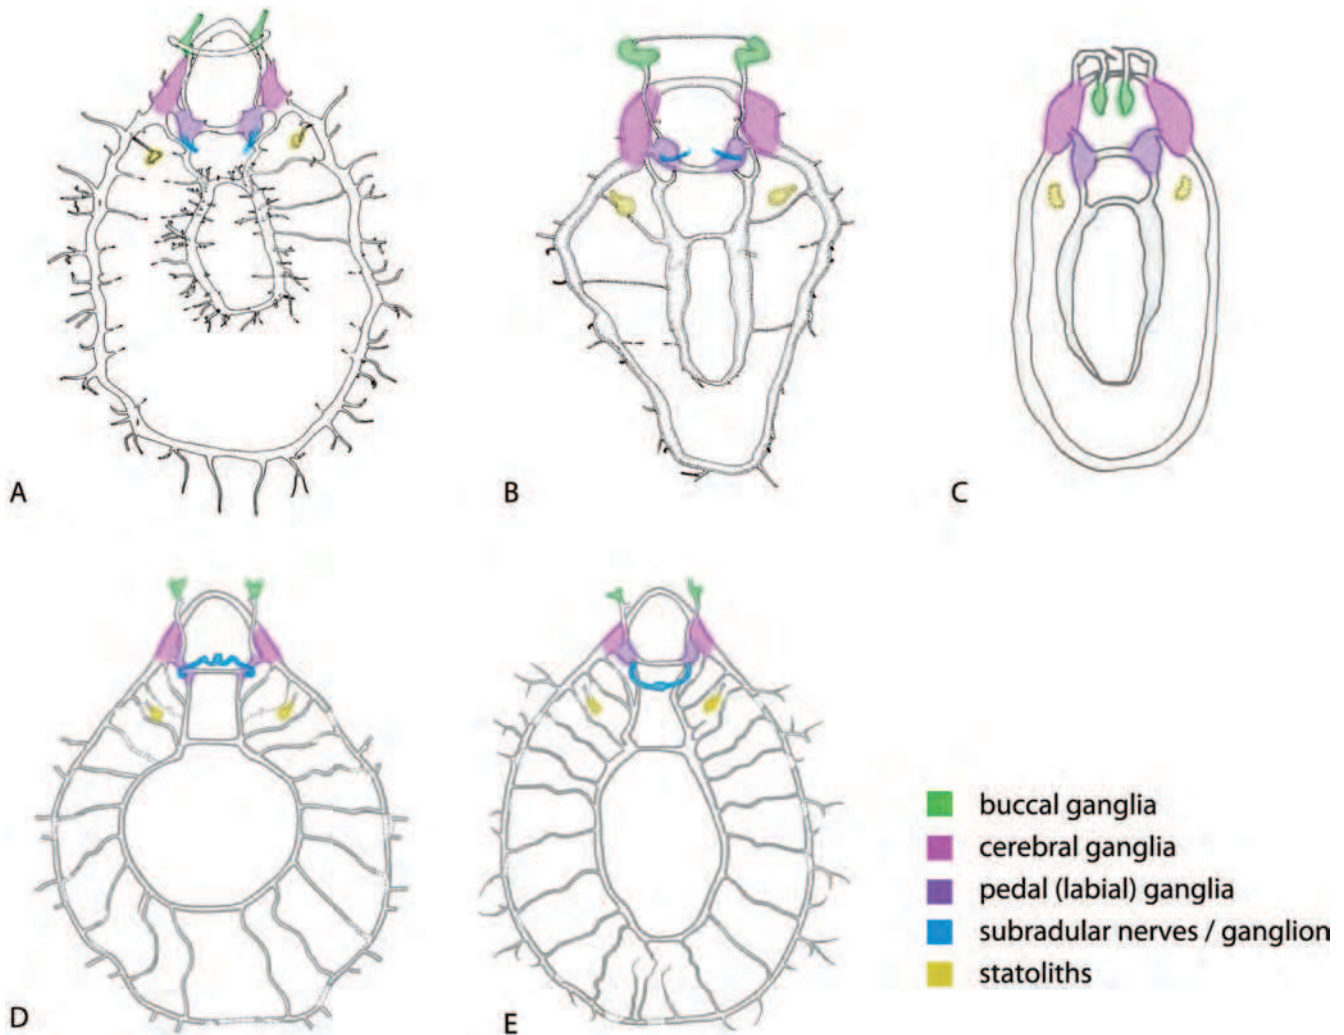 A
B
C
D
E
buccal ganglia
cerebral ganglia
pedal (labial) ganglia
subradular nerves / ganglion
statoliths